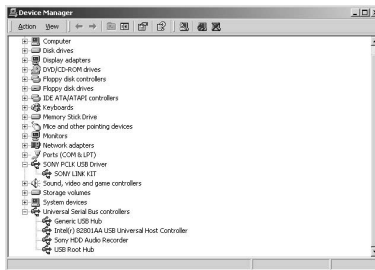 Device Manager
Action View
Computer
Disk drives
Display adapters
DVD/CD-ROM drives
Floppy disk controllers
Floppy disk drives
IDE ATA/ATAPI controllers
Keyboards
Memory Stick Drive
Mice and other pointing devices
Monitors
Network adapters
Ports (COM & LPT)
SONY PCLK USB Driver
SONY LINK KIT
Sound, video and game controllers
Storage volumes
System devices
Universal Serial Bus controllers
Generic USB Hub
Intel(r) 82801AA USB Universal Host Controller
Sony HDD Audio Recorder
USB Root Hub